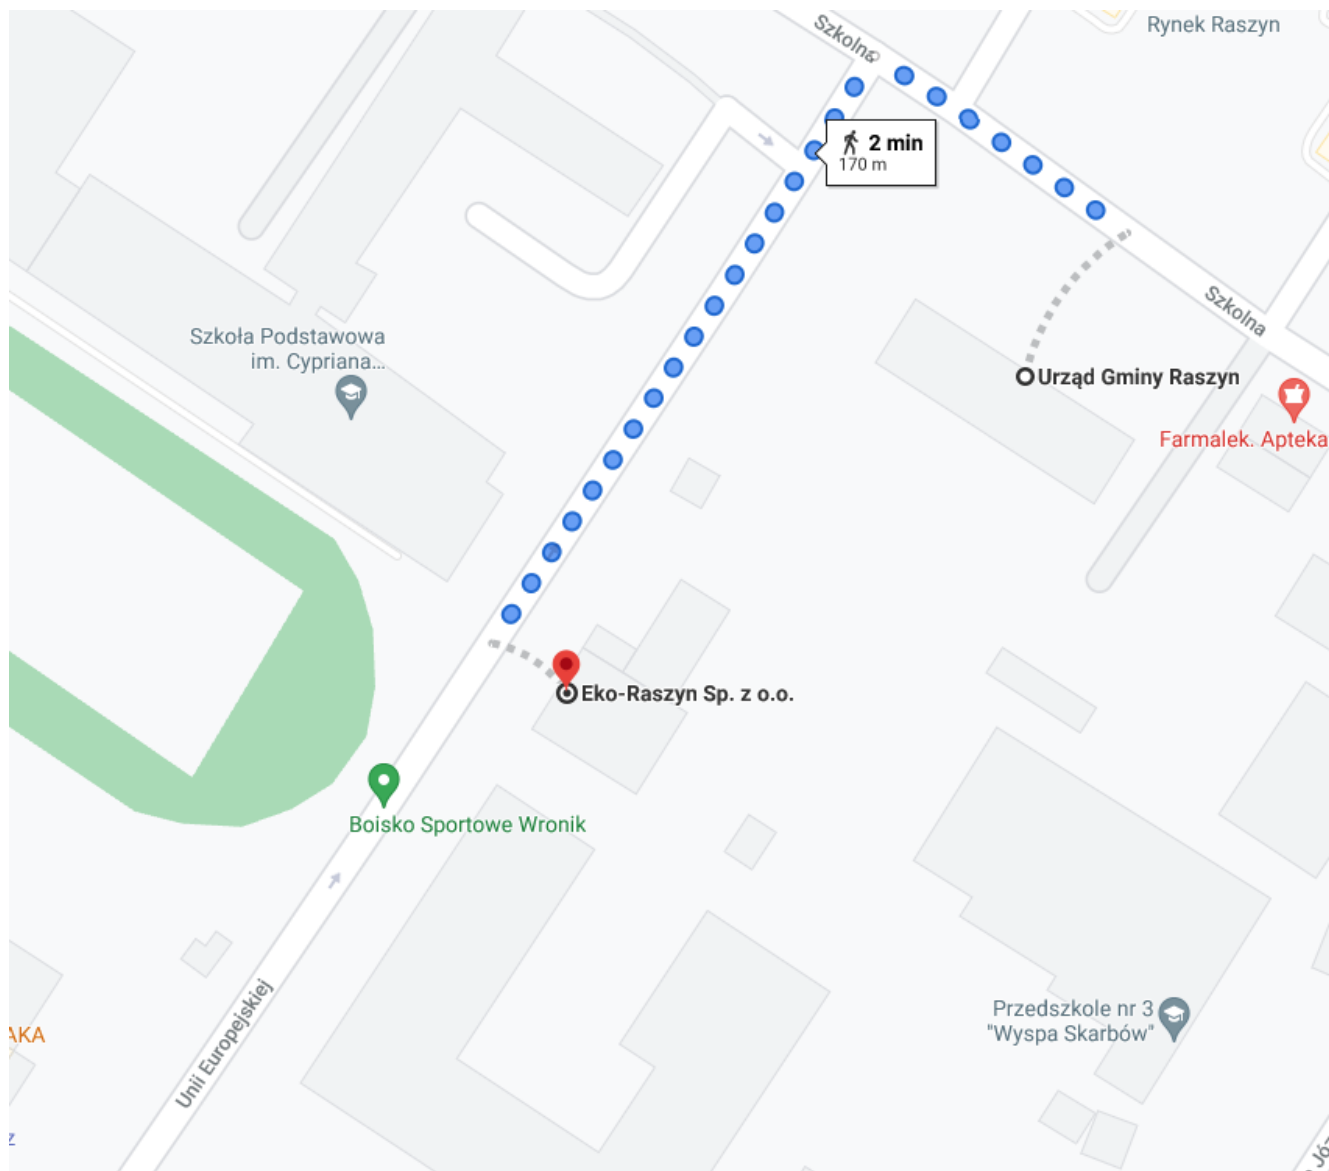 Szkolna
Rynek Raszyn
2 min
170 m
Szkolna
Szkoła Podstawowa
im. Cypriana...
Urząd Gminy Raszyn
Farmalek. Apteka
Eko-Raszyn Sp. z o.o.
Boisko Sportowe Wronik
Unii Europejskiej
Przedszkole nr 3
"Wyspa Skarbów"
AKA
z